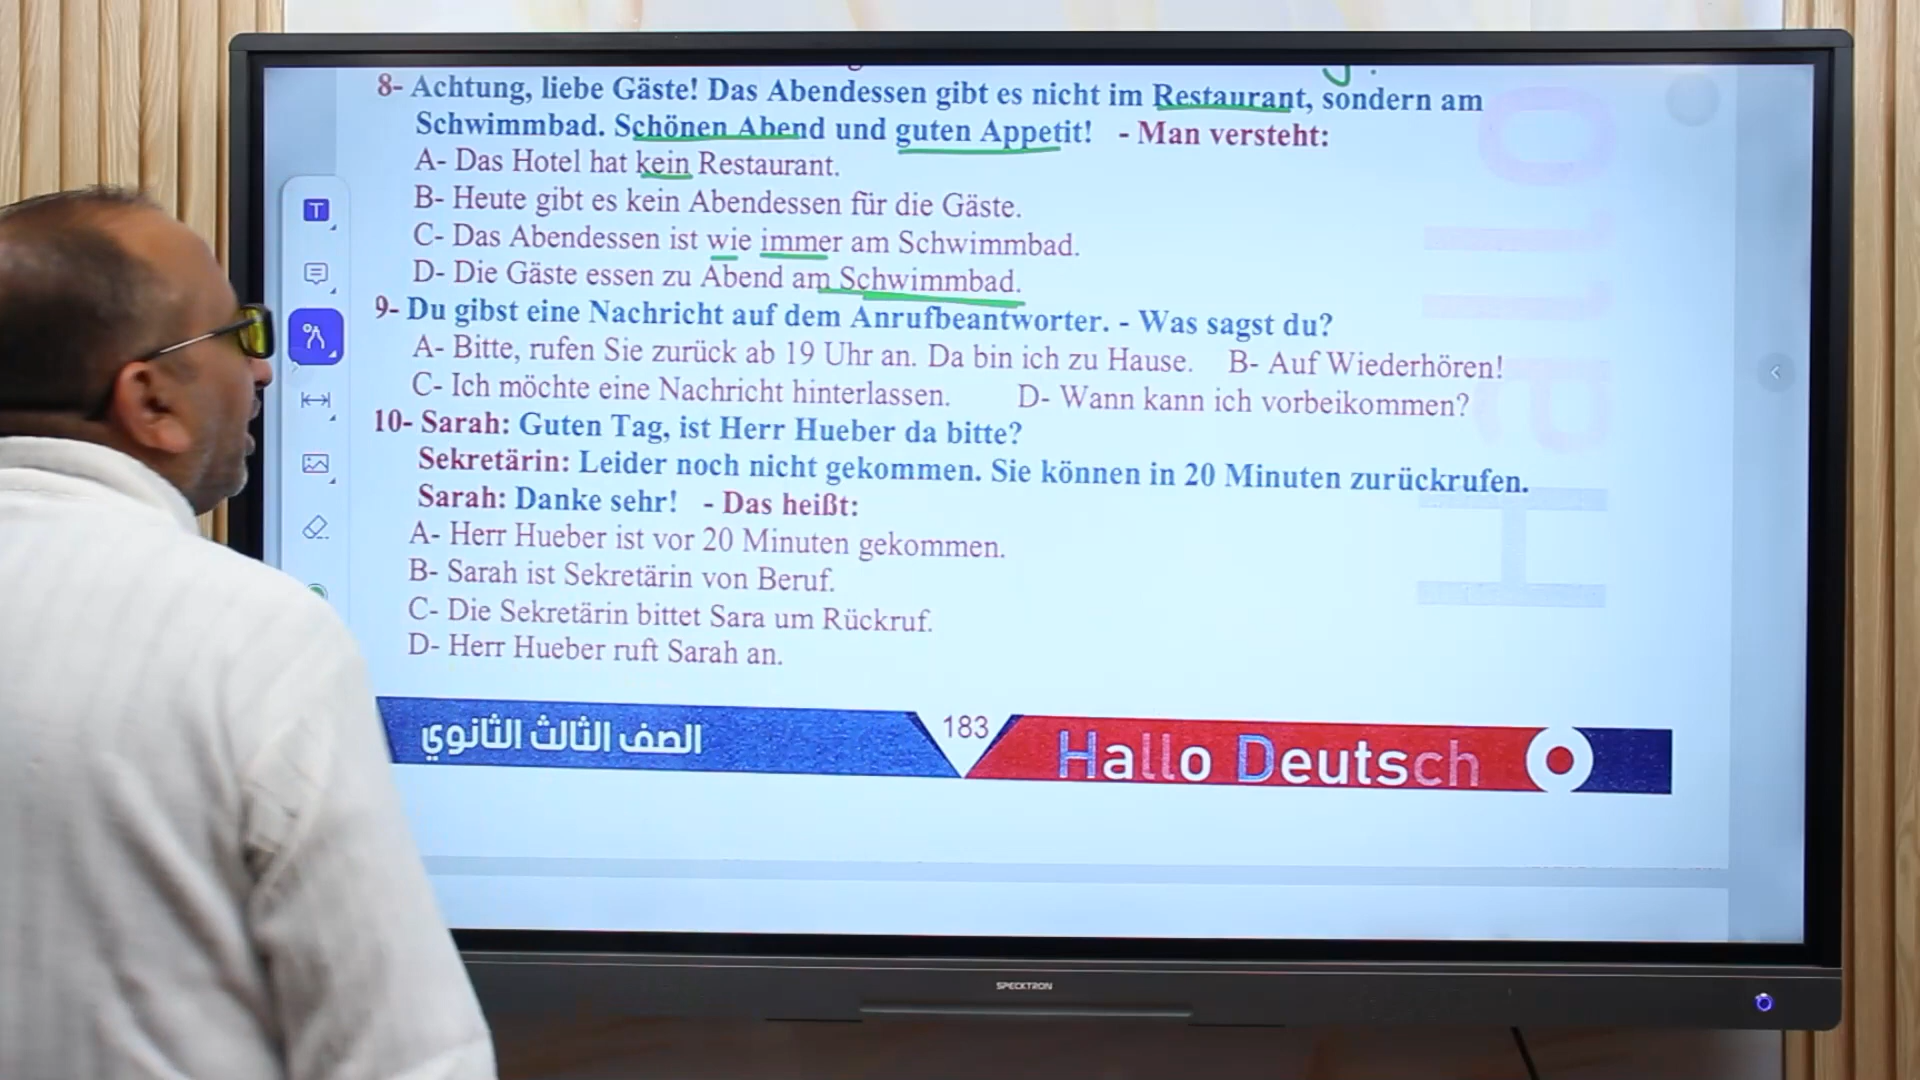 8- Achtung, liebe Gäste! Das Abendessen gibt es nicht im Restaurant, sondern am
Schwimmbad. Schönen Abend und guten Appetit! - Man versteht:
A- Das Hotel hat kein Restaurant.
B- Heute gibt es kein Abendessen für die Gäste.
C- Das Abendessen ist wie immer am Schwimmbad.
D- Die Gäste essen zu Abend am Schwimmbad.
9- Du gibst eine Nachricht auf dem Anrufbeantworter. - Was sagst du?
A- Bitte, rufen Sie zurück ab 19 Uhr an. Da bin ich zu Hause. B- Auf Wiederhören!
C- Ich möchte eine Nachricht hinterlassen. D- Wann kann ich vorbeikommen?
10- Sarah: Guten Tag, ist Herr Hueber da bitte?
Sekretärin: Leider noch nicht gekommen. Sie können in 20 Minuten zurückrufen.
Sarah: Danke sehr! - Das heißt:
A- Herr Hueber ist vor 20 Minuten gekommen.
B- Sarah ist Sekretärin von Beruf.
C- Die Sekretärin bittet Sara um Rückruf.
D- Herr Hueber ruft Sarah an.
الصف الثالث الثانوي
183
Hallo Deutsch
Hallo
SPECKTRON